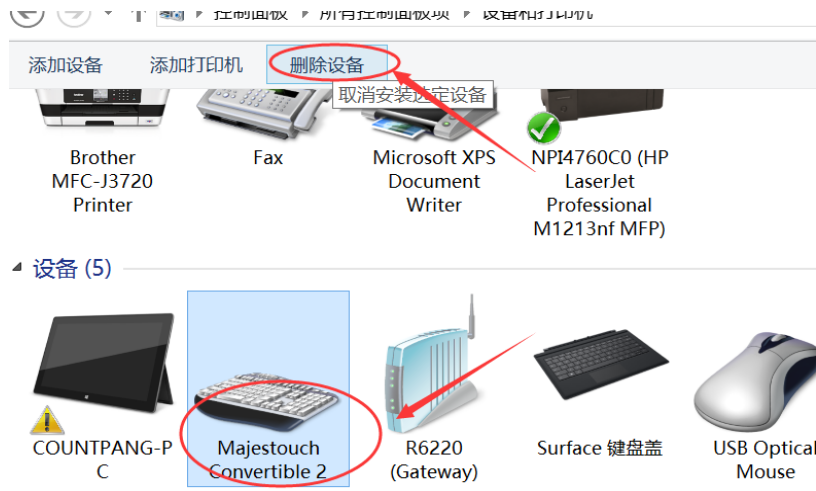 控制面板 ▶ 所有控制面板项 ▶ 设备和打印机
添加设备 添加打印机 删除设备
取消安装选定设备
Brother
MFC-J3720
Printer
Fax
Microsoft XPS
Document
Writer
NPI4760C0 (HP
LaserJet
Professional
M1213nf MFP)
设备 (5)
COUNTPANG-P
C
Majestouch
Convertible 2
R6220
(Gateway)
Surface 键盘盖
USB Optical
Mouse